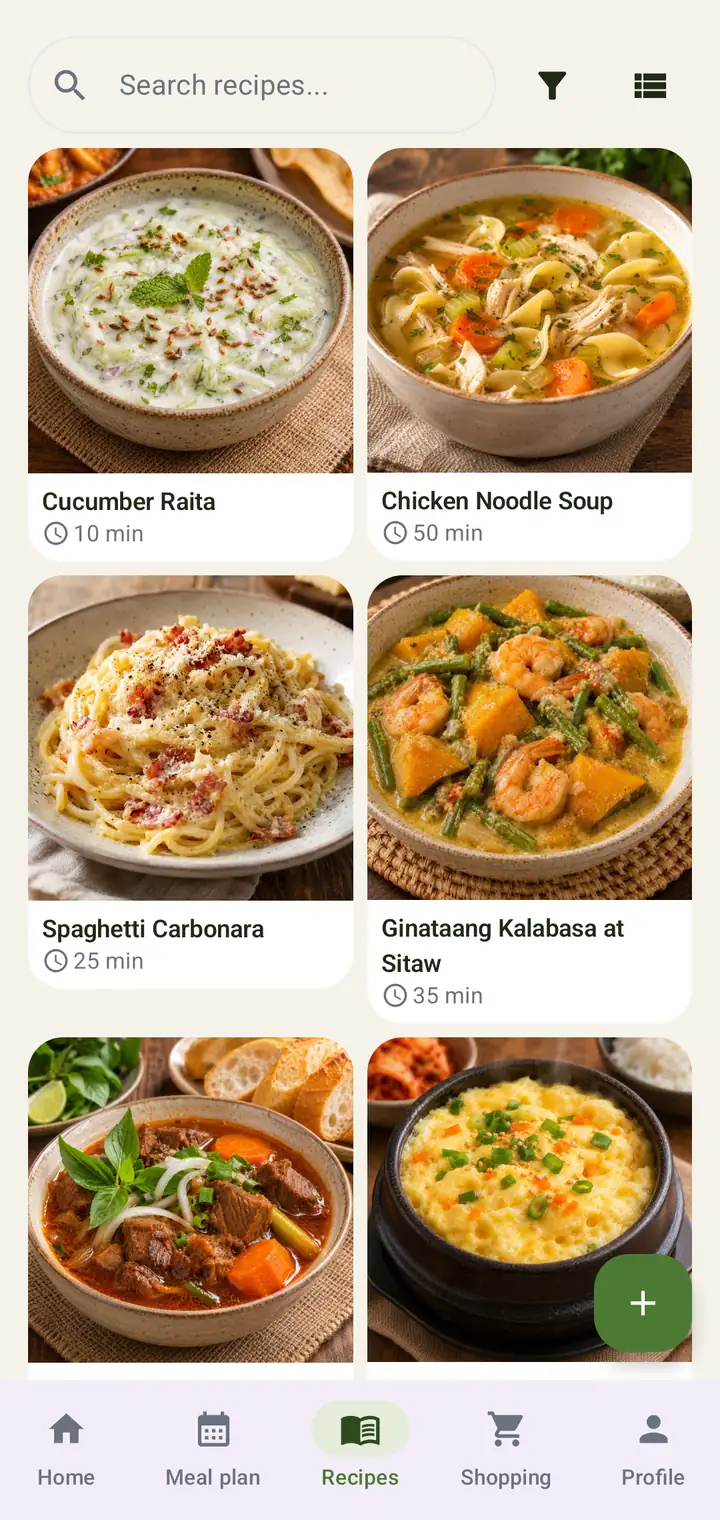 Search recipes...
Cucumber Raita
10 min
Chicken Noodle Soup
50 min
Spaghetti Carbonara
25 min
Ginataang Kalabasa at
Sitaw
35 min
Home
Meal plan
Recipes
Shopping
Profile